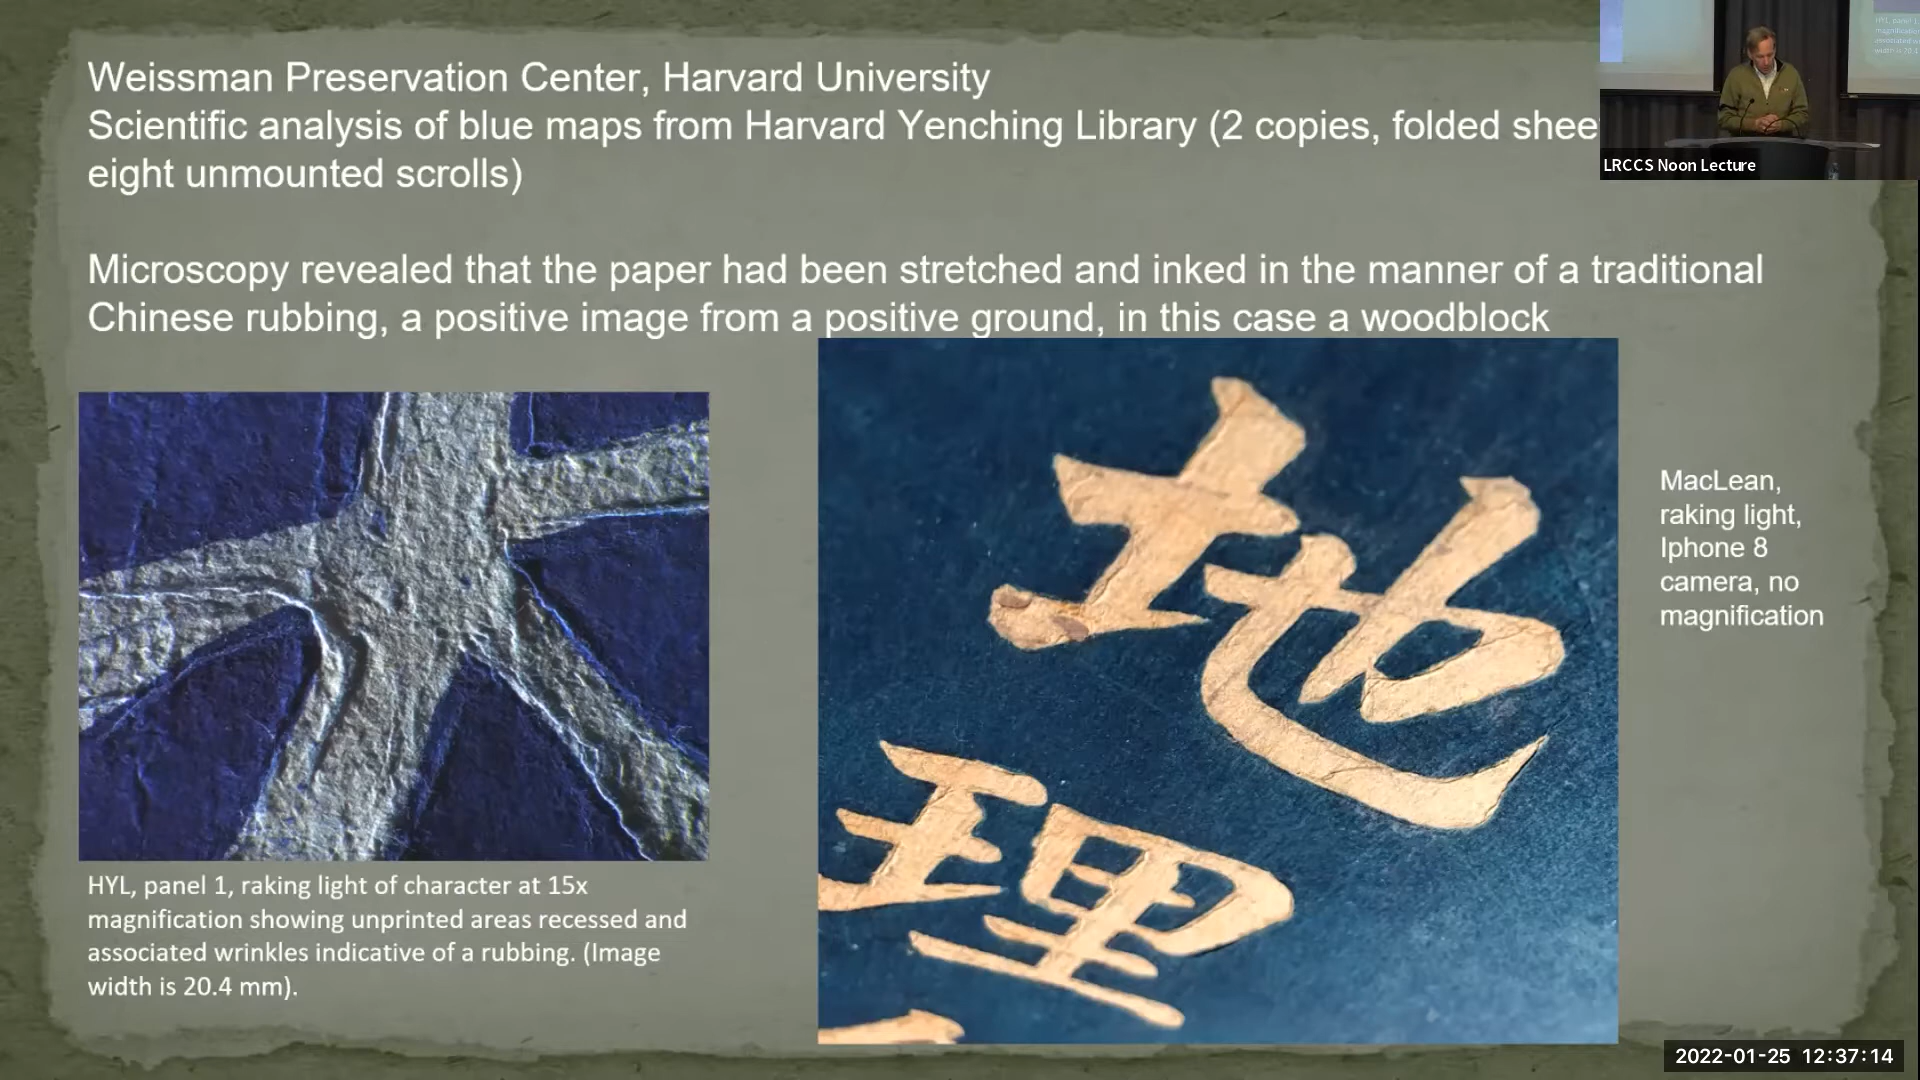 Weissman Preservation Center, Harvard University
Scientific analysis of blue maps from Harvard Yenching Library (2 copies, folded shee
eight unmounted scrolls)
Microscopy revealed that the paper had been stretched and inked in the manner of a traditional
Chinese rubbing, a positive image from a positive ground, in this case a woodblock
地
理
MacLean,
raking light,
Iphone 8
camera, no
magnification
HYL, panel 1, raking light of character at 15x
magnification showing unprinted areas recessed and
associated wrinkles indicative of a rubbing. (Image
width is 20.4 mm).
LRCCS Noon Lecture
2022-01-25 12:37:14